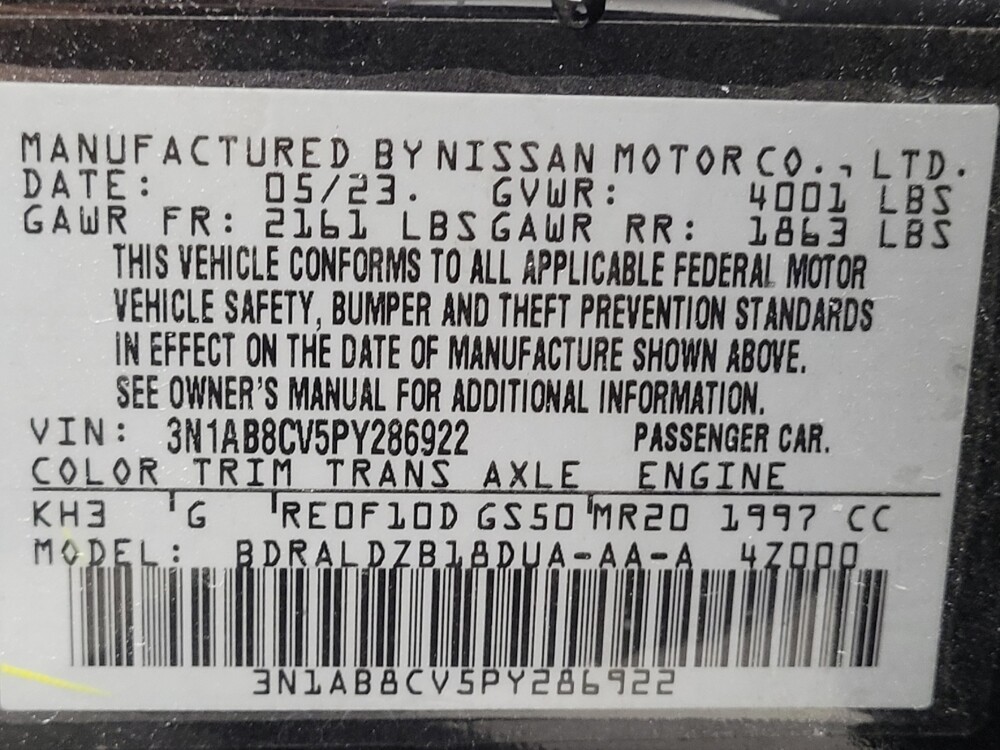 MANUFACTURED BY NISSAN MOTOR CO., LTD.
DATE: 05/23. GVWR: 4001 LBS
GAWR FR: 2161 LBS GAWR RR: 1863 LBS
THIS VEHICLE CONFORMS TO ALL APPLICABLE FEDERAL MOTOR
VEHICLE SAFETY, BUMPER AND THEFT PREVENTION STANDARDS
IN EFFECT ON THE DATE OF MANUFACTURE SHOWN ABOVE.
SEE OWNER'S MANUAL FOR ADDITIONAL INFORMATION.
VIN: 3N1AB8CV5PY286922 PASSENGER CAR.
COLOR TRIM TRANS AXLE ENGINE
KH3 G RE0F10D GS50 MR20 1997 CC
MODEL: BDRALDZB18DUA-AA-A 4Z000
3N1AB8CV5PY286922